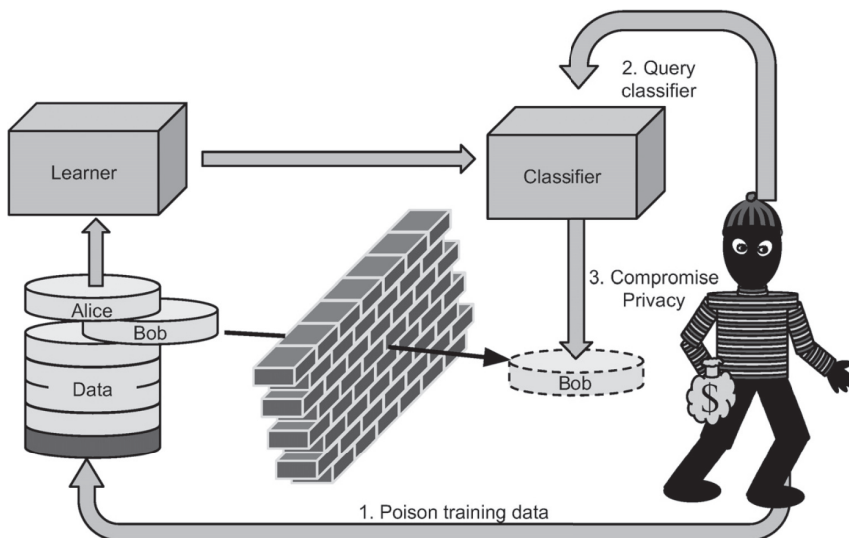 2. Query
classifier
Learner
Classifier
3. Compromise
Privacy
Alice
Bob
Data
Bob
$
1. Poison training data